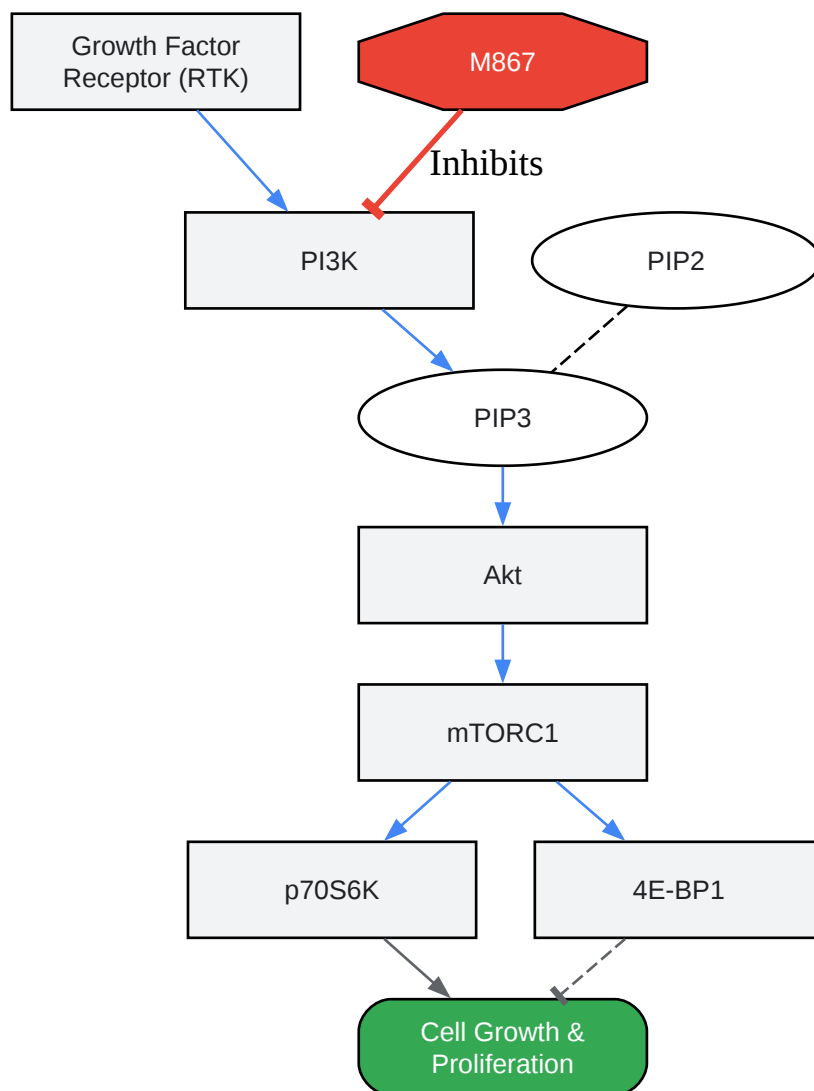 Growth Factor
Receptor (RTK)
M867
Inhibits
PI3K
PIP2
PIP3
Akt
mTORC1
p70S6K
4E-BP1
Cell Growth &
Proliferation